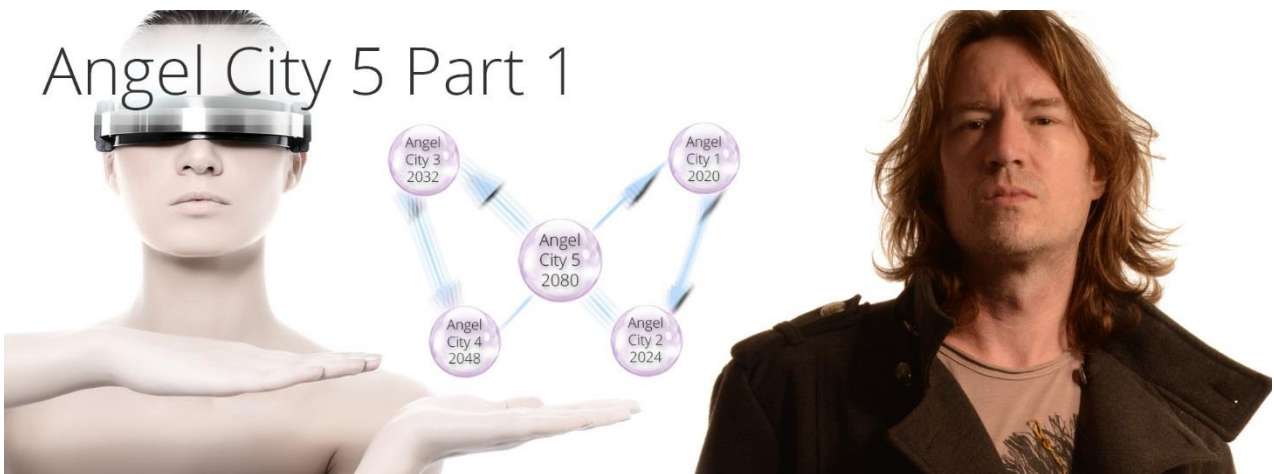 Angel City 5 Part 1
Angel
City 3
2032
Angel
City 1
2020
Angel
City 5
2080
Angel
City 4
2048
Angel
City 2
2024